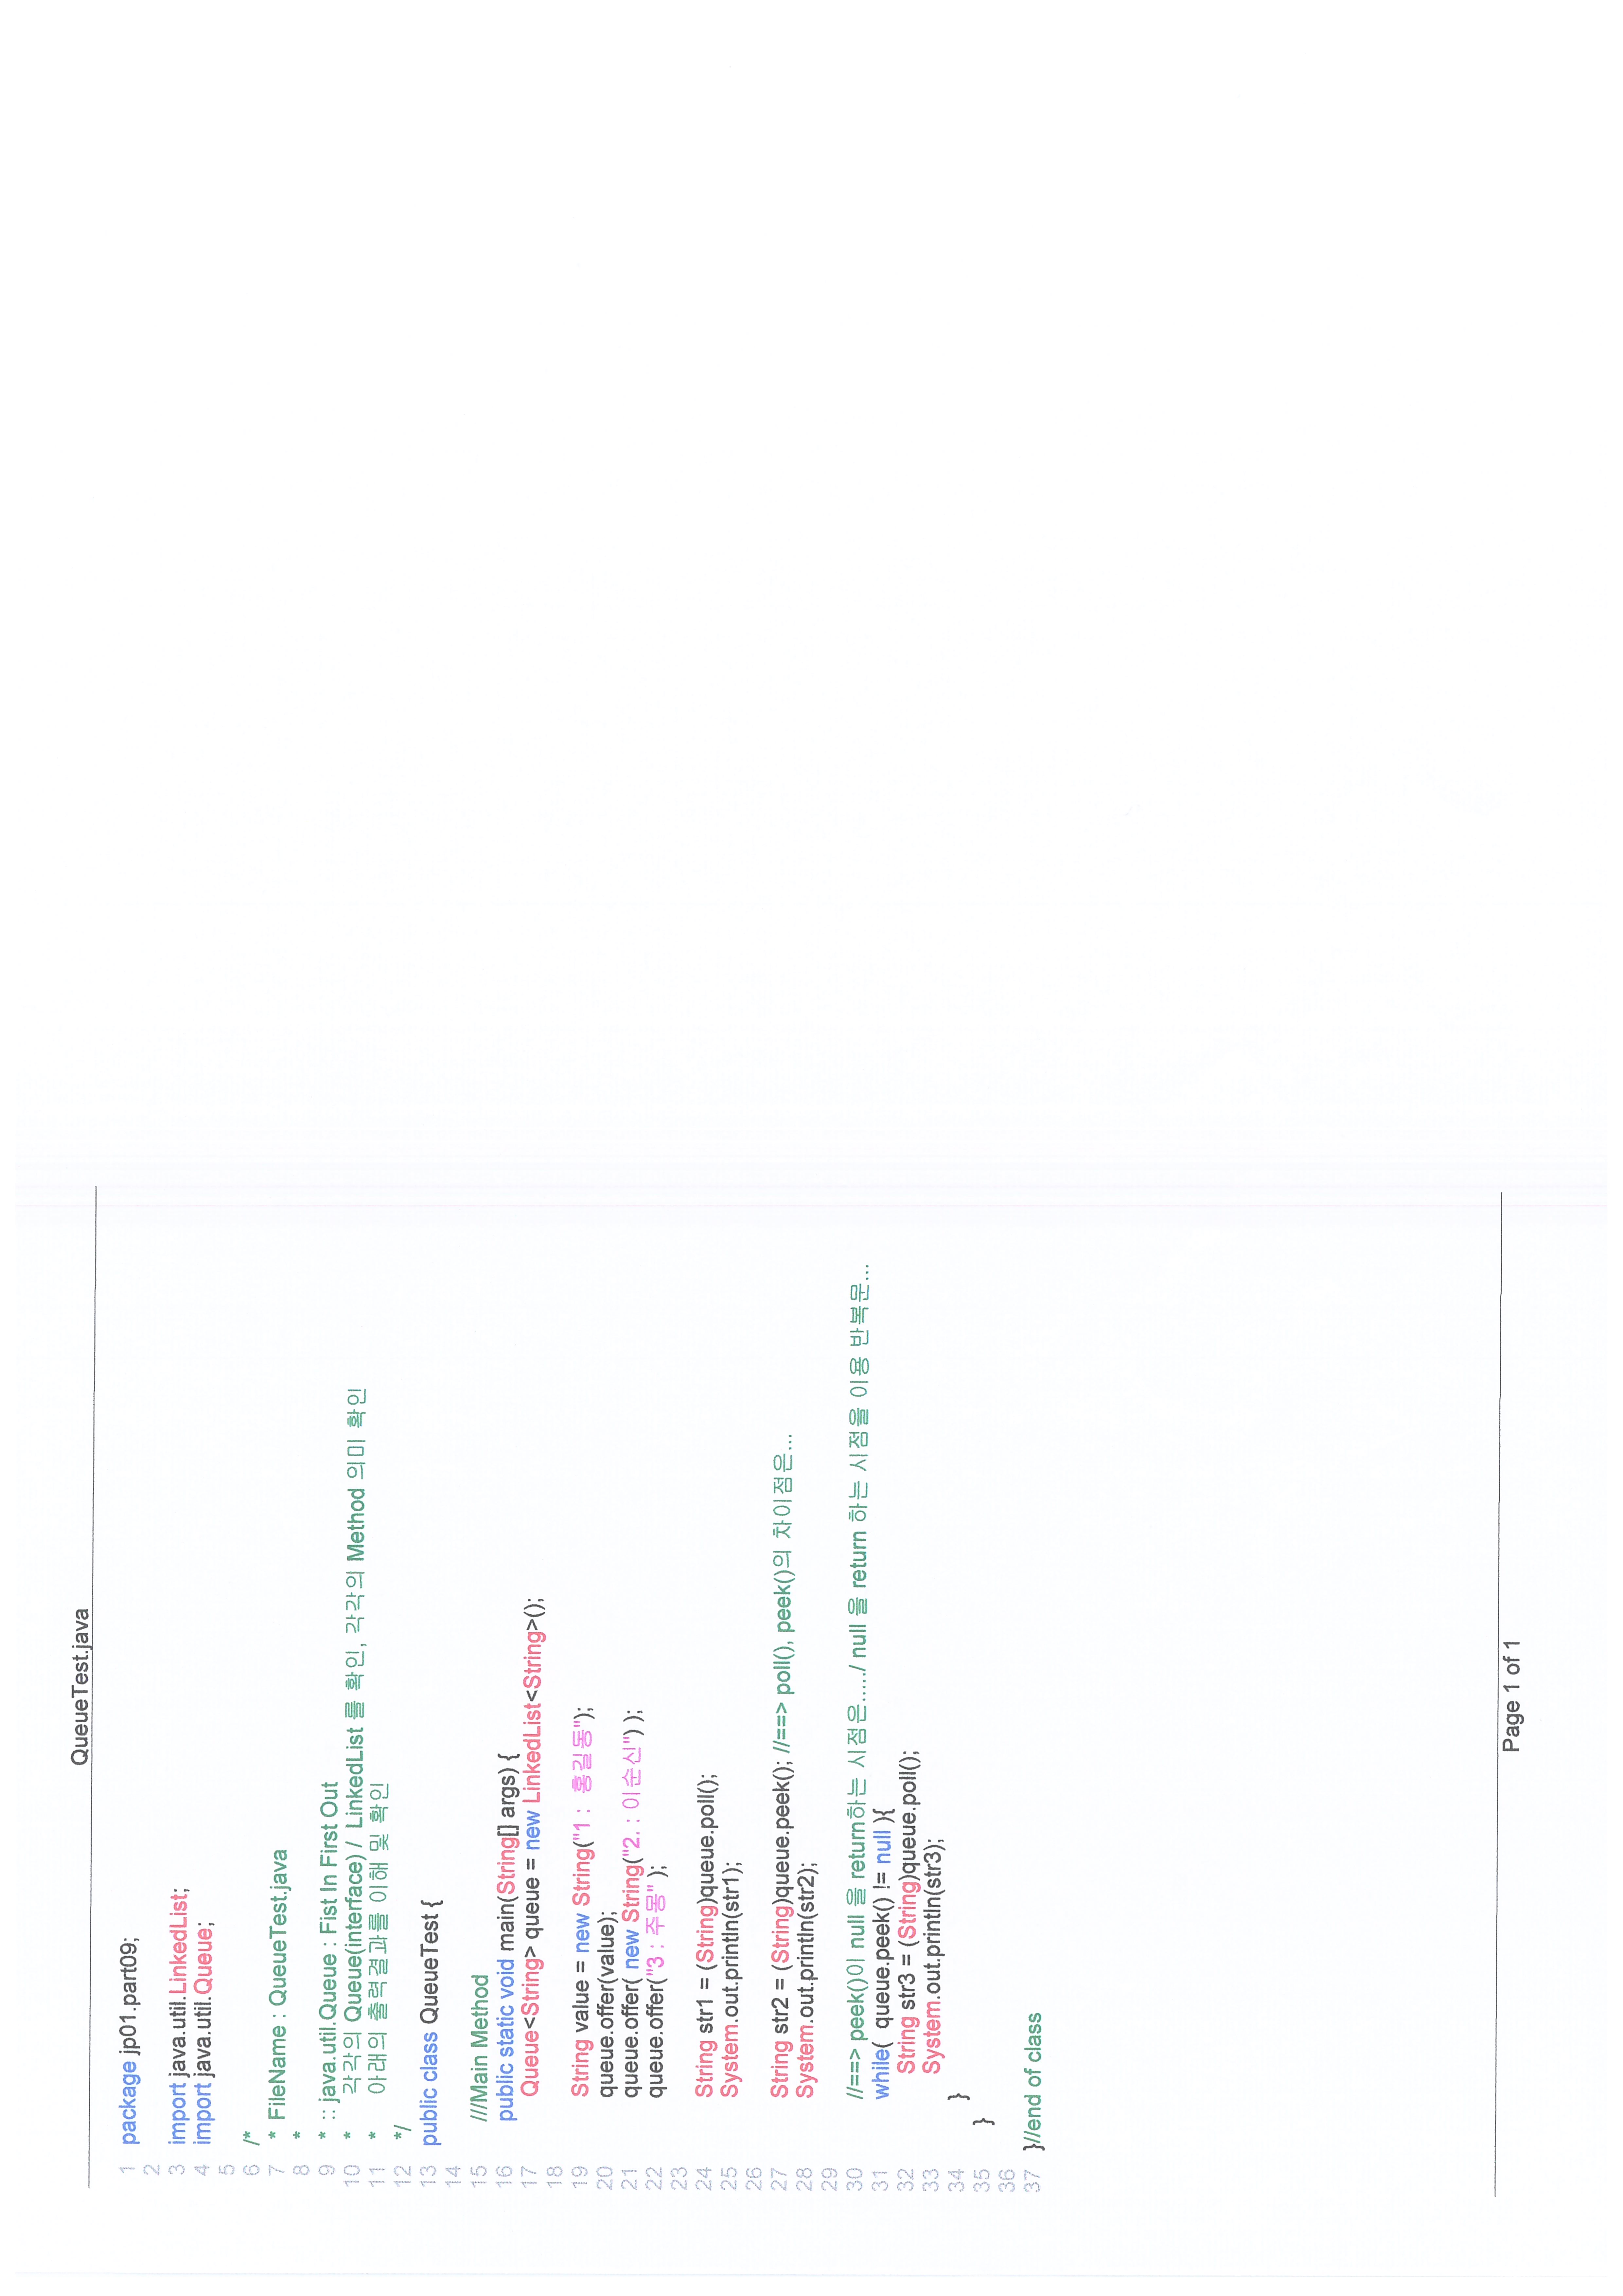 QueueTest.java
1 package jp01.part09;
2
3 import java.util.LinkedList;
4 import java.util.Queue;
5
6 /*
7 * FileName : QueueTest.java
8 *
9 * :: java.util.Queue : Fist In First Out
10 * 각각의 Queue(interface) / LinkedList 를 확인, 각각의 Method 의미 확인
11 * 아래의 출력결과를 이해 및 확인
12 */
13 public class QueueTest {
14
15 ///Main Method
16 public static void main(String[] args) {
17 Queue<String> queue = new LinkedList<String>();
18
19 String value = new String("1 :  홍길동");
20 queue.offer(value);
21 queue.offer( new String("2. : 이순신") );
22 queue.offer("3 : 주몽" );
23
24 String str1 = (String)queue.poll();
25 System.out.println(str1);
26
27 String str2 = (String)queue.peek(); //==> poll(), peek()의 차이점은...
28 System.out.println(str2);
29
30 //==> peek()이 null 을 return하는 시점은...../ null 을 return 하는 시점을 이용 반복문...
31 while(  queue.peek() != null ){
32 String str3 = (String)queue.poll();
33 System.out.println(str3);
34 }
35 }
36
37 }//end of class
Page 1 of 1